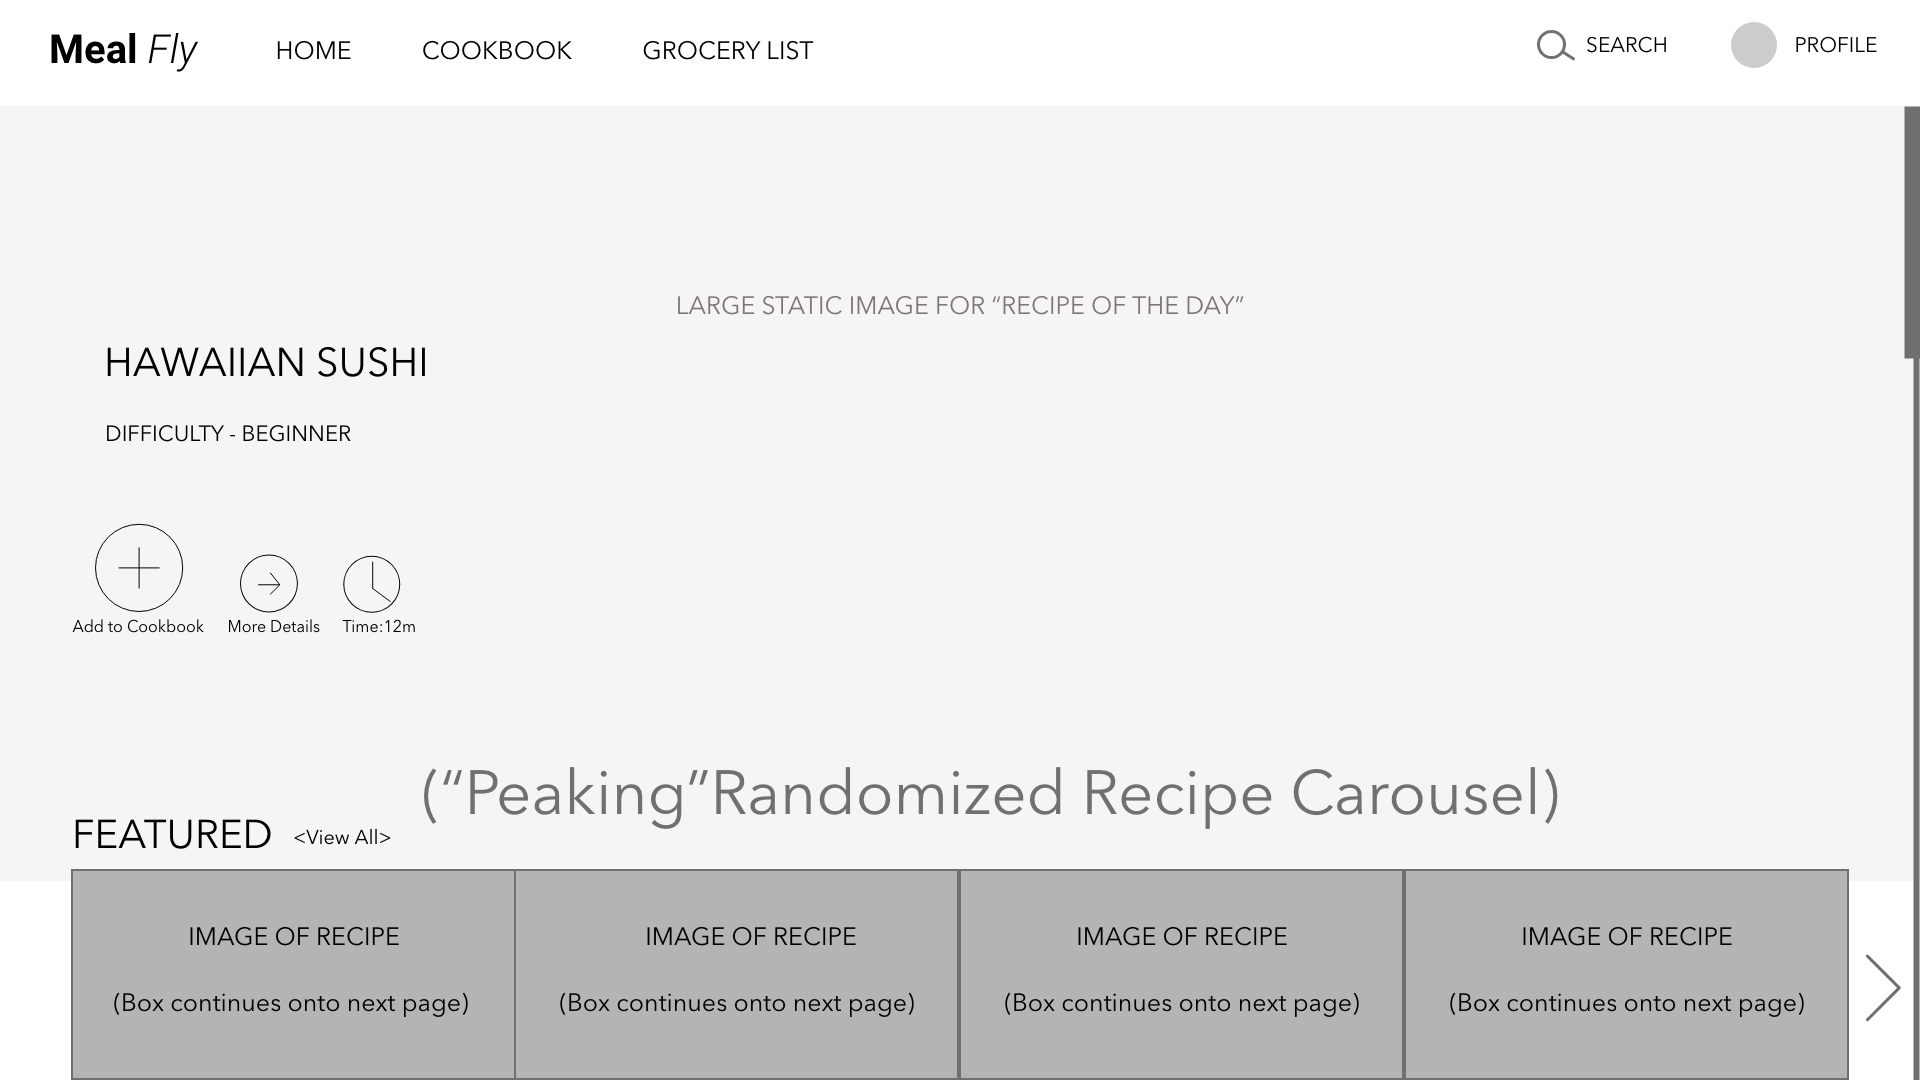 Meal Fly
HOME
COOKBOOK
GROCERY LIST
SEARCH
PROFILE
LARGE STATIC IMAGE FOR “RECIPE OF THE DAY”
HAWAIIAN SUSHI
DIFFICULTY - BEGINNER
Add to Cookbook
More Details
Time:12m
(“Peaking”Randomized Recipe Carousel)
FEATURED
<View All>
IMAGE OF RECIPE
(Box continues onto next page)
IMAGE OF RECIPE
(Box continues onto next page)
IMAGE OF RECIPE
(Box continues onto next page)
IMAGE OF RECIPE
(Box continues onto next page)